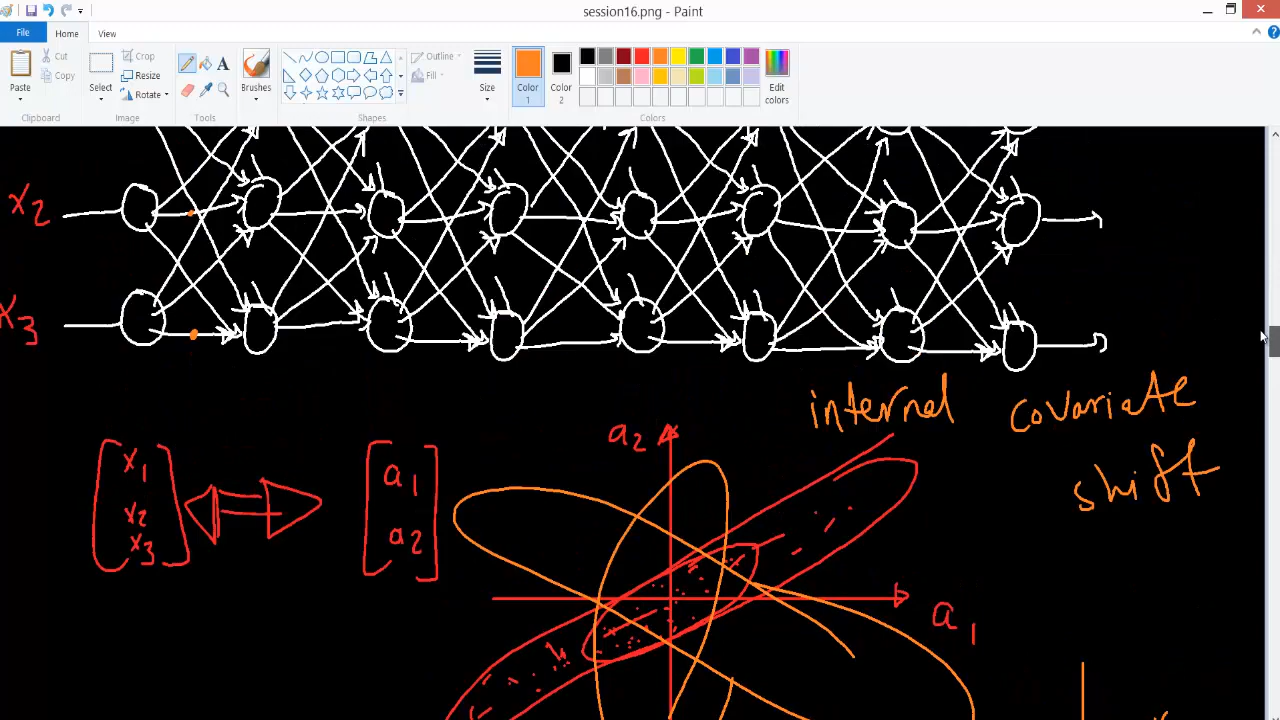 session16.png - Paint
File Home View
Paste
Cut
Copy
Clipboard
Select
Crop
Resize
Rotate
Image
A
Tools
Brushes
Outline
Fill
Shapes
Size
Color 1
Color 2
Edit colors
Colors
x2
x3
internal covariate
shift
x1
x2
x3
a1
a2
a2
a1